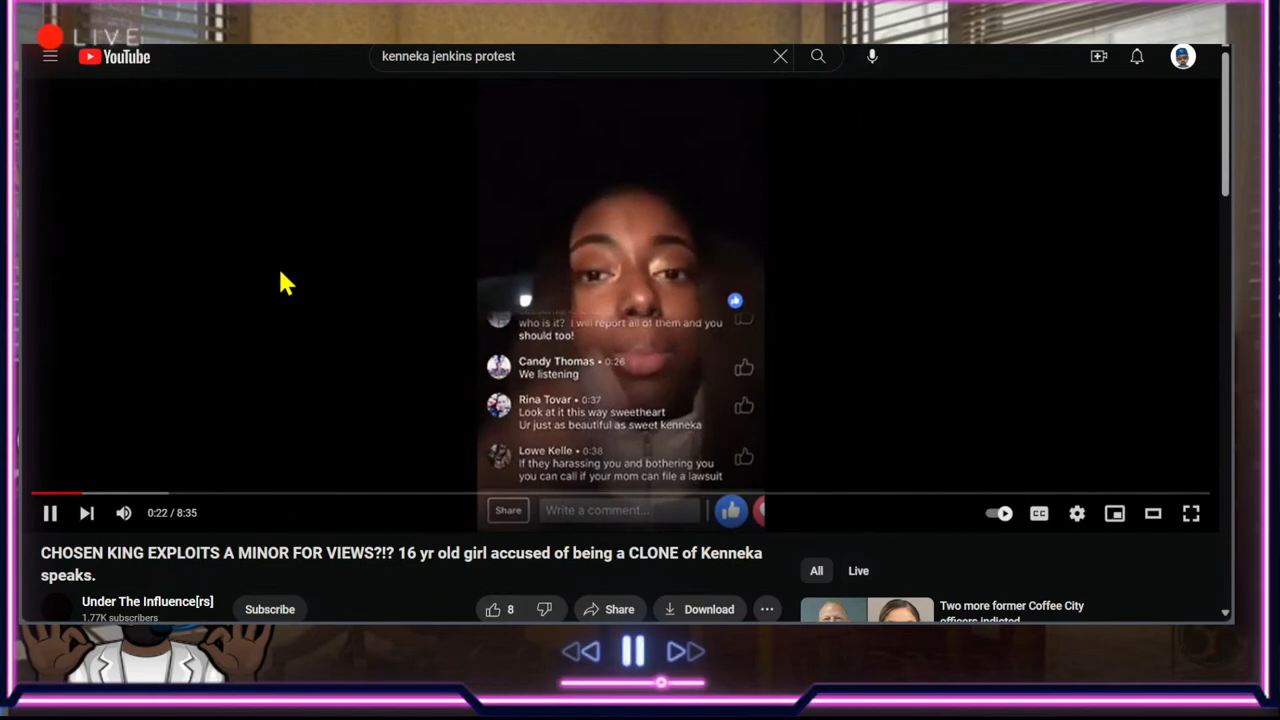 LIVE
YouTube
kenneka jenkins protest
who is it? I will report all of them and you
should too!
Candy Thomas • 0:26
We listening
Rina Tovar • 0:37
Look at it this way sweetheart
Ur just as beautiful as sweet kenneka
Lowe Kelle • 0:38
If they harassing you and bothering you
you can call if your mom can file a lawsuit
Share
Write a comment...
0:22 / 8:35
CC
CHOSEN KING EXPLOITS A MINOR FOR VIEWS?!? 16 yr old girl accused of being a CLONE of Kenneka
speaks.
All
Live
Under The Influence[rs]
1.77K subscribers
Subscribe
8
Share
Download
Two more former Coffee City
officers indicted